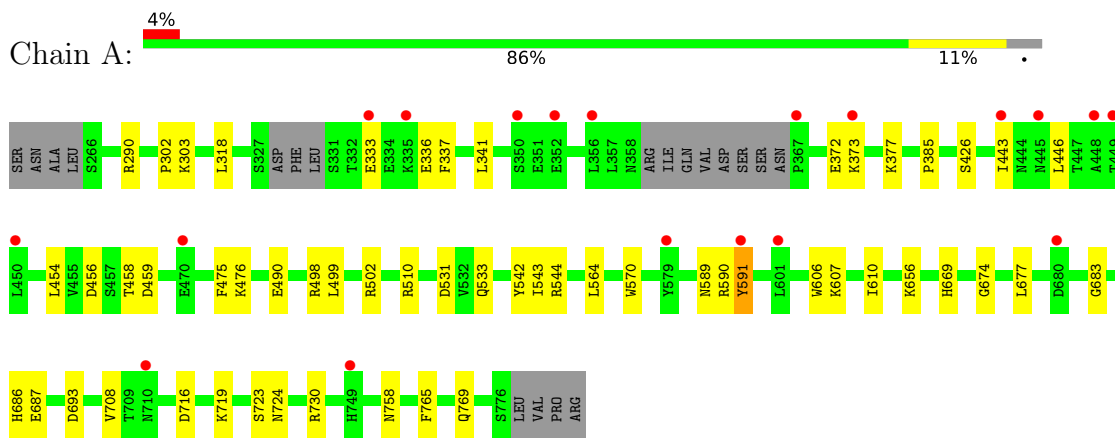 4%
Chain A:
86% 11% •
SER ASN ALA LEU S266 R290 P302 K303 L318 S327 ASP PHE LEU S331 T332 E333 E334 K335 E336 F337 L341 S350 E351 E352 L356 L357 N358 ARG ILE GLN VAL ASP SER SER ASN P367 E372 K373 K377 P385 S426 I443 N444 N445 L446 T447 A448 T449
L450 L454 V455 D456 S457 T458 D459 E470 F475 K476 E490 R498 L499 R502 R510 D531 V532 Q533 Y542 I543 R544 L564 W570 Y579 N589 R590 Y591 L601 W606 K607 I610 K656 H669 G674 L677 D680 G683
H686 E687 D693 V708 T709 N710 D716 K719 S723 N724 R730 H749 N758 F765 Q769 S776 LEU VAL PRO ARG